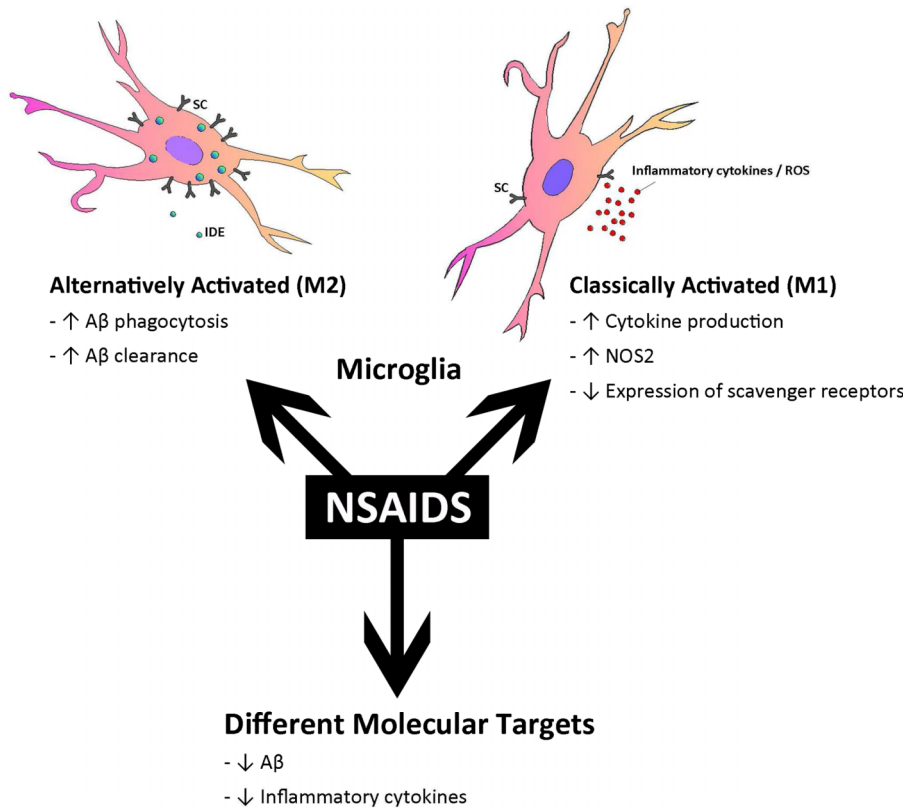 SC
IDE
SC
Inflammatory cytokines / ROS
Alternatively Activated (M2)
- ↑ Aβ phagocytosis
- ↑ Aβ clearance
Classically Activated (M1)
- ↑ Cytokine production
- ↑ NOS2
- ↓ Expression of scavenger receptors
Microglia
NSAIDS
Different Molecular Targets
- ↓ Aβ
- ↓ Inflammatory cytokines